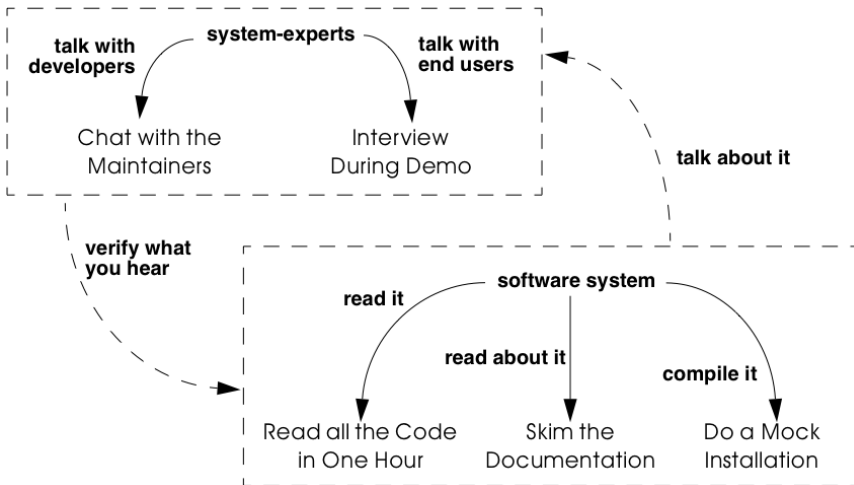 system-experts
talk with
developers
talk with
end users
Chat with the
Maintainers
Interview
During Demo
talk about it
verify what
you hear
software system
read it
read about it
compile it
Read all the Code
in One Hour
Skim the
Documentation
Do a Mock
Installation